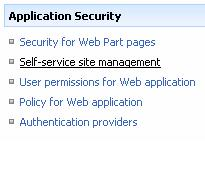 Application Security
Security for Web Part pages
Self-service site management
User permissions for Web application
Policy for Web application
Authentication providers